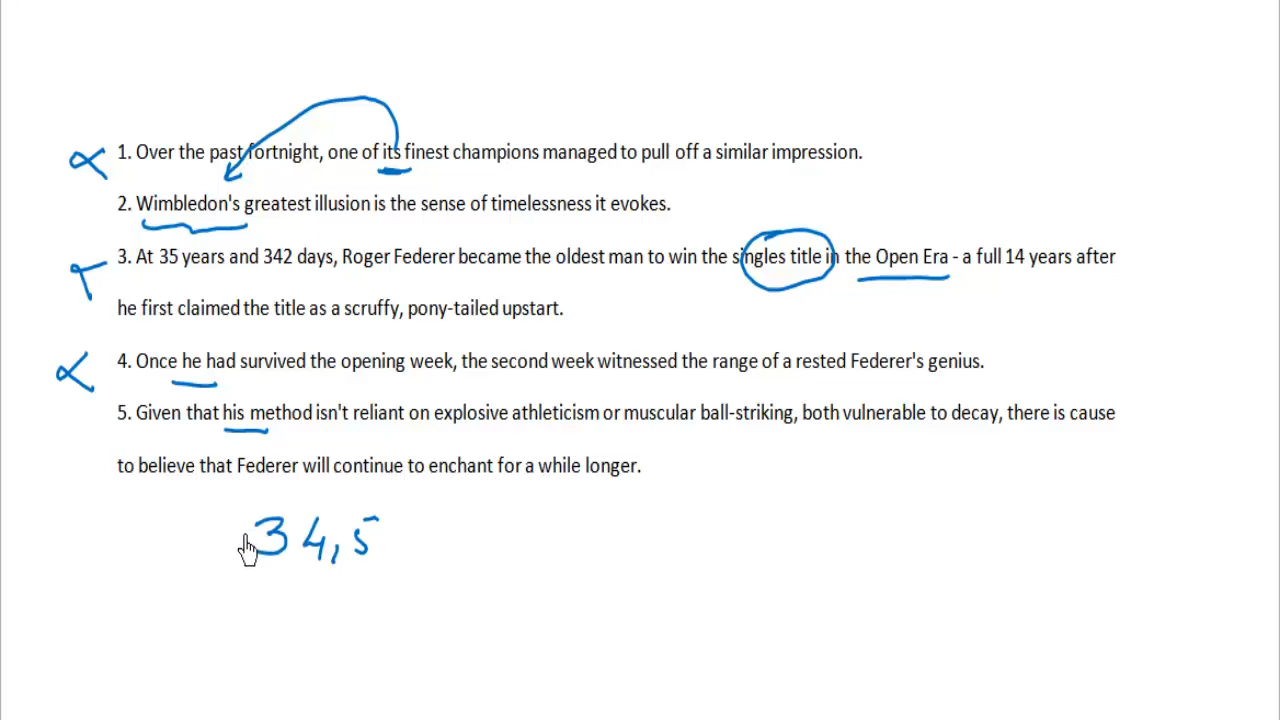 1. Over the past fortnight, one of its finest champions managed to pull off a similar impression.
2. Wimbledon's greatest illusion is the sense of timelessness it evokes.
3. At 35 years and 342 days, Roger Federer became the oldest man to win the singles title in the Open Era - a full 14 years after
he first claimed the title as a scruffy, pony-tailed upstart.
4. Once he had survived the opening week, the second week witnessed the range of a rested Federer's genius.
5. Given that his method isn't reliant on explosive athleticism or muscular ball-striking, both vulnerable to decay, there is cause
to believe that Federer will continue to enchant for a while longer.
34,5